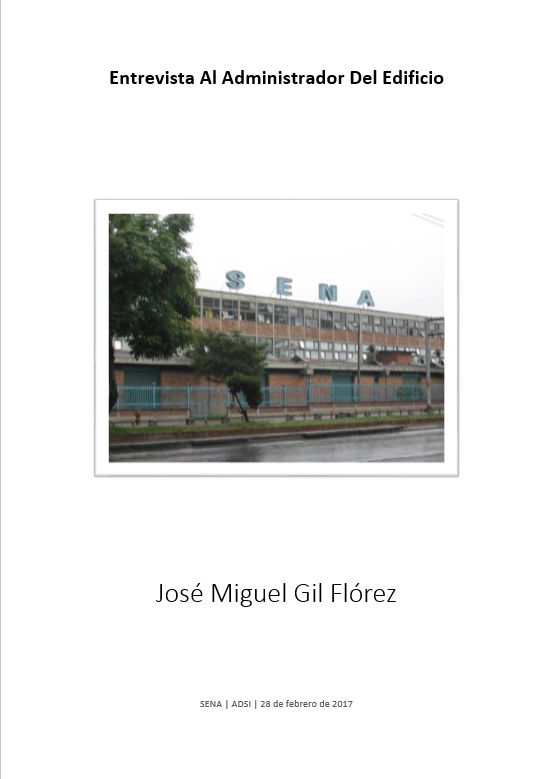 Entrevista Al Administrador Del Edificio
SENA
José Miguel Gil Flórez
SENA | ADSI | 28 de febrero de 2017